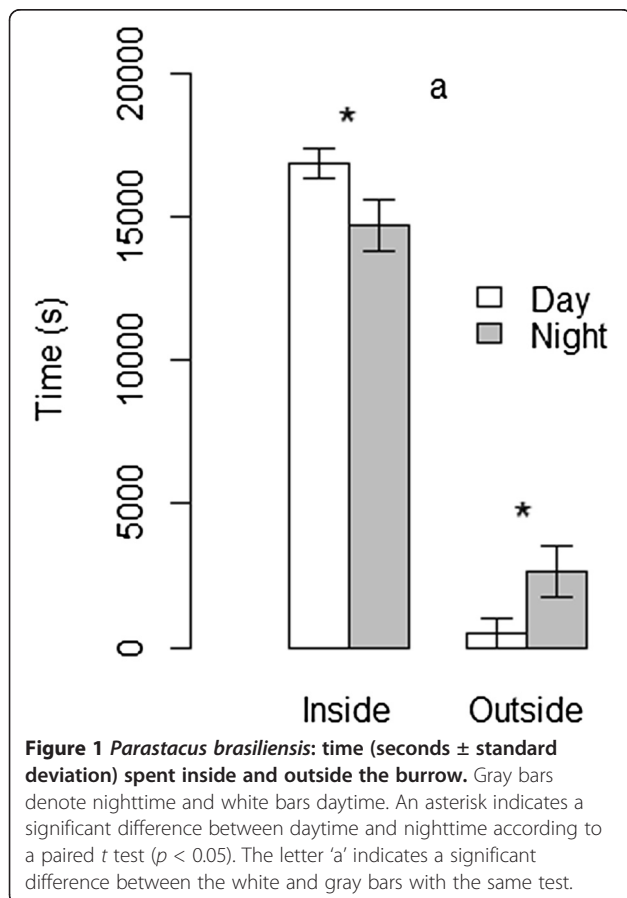 20000
a
*
15000
Day
Night
Time (s)
10000
5000
*
0
Inside Outside
Figure 1 Parastacus brasiliensis: time (seconds ± standard
deviation) spent inside and outside the burrow. Gray bars
denote nighttime and white bars daytime. An asterisk indicates a
significant difference between daytime and nighttime according to
a paired t test (p < 0.05). The letter 'a' indicates a significant
difference between the white and gray bars with the same test.